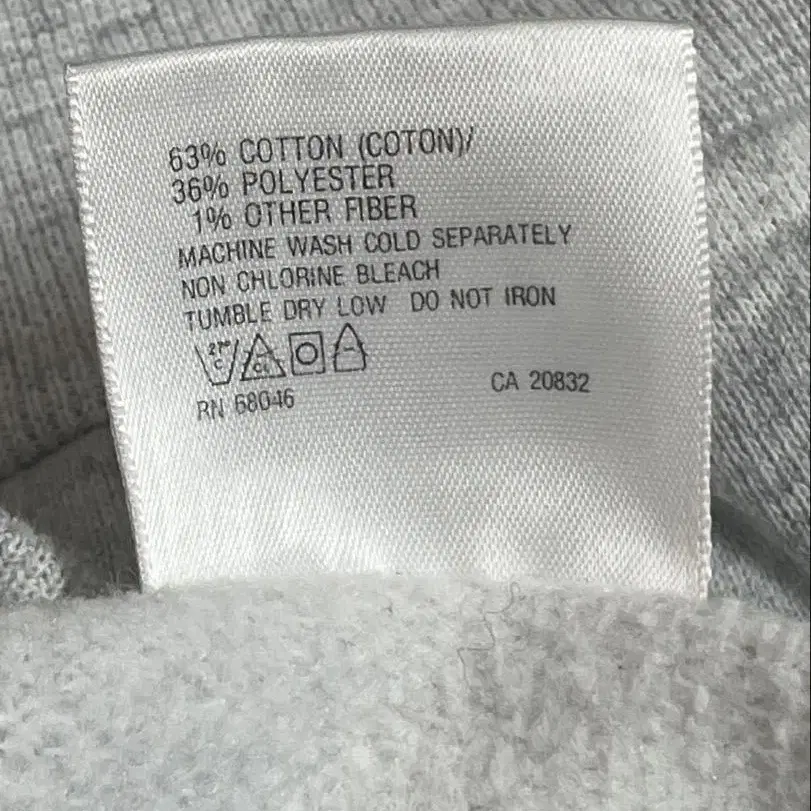 63% COTTON (COTON)/
36% POLYESTER
1% OTHER FIBER
MACHINE WASH COLD SEPARATELY
NON CHLORINE BLEACH
TUMBLE DRY LOW DO NOT IRON
CL
RN 68046 CA 20832